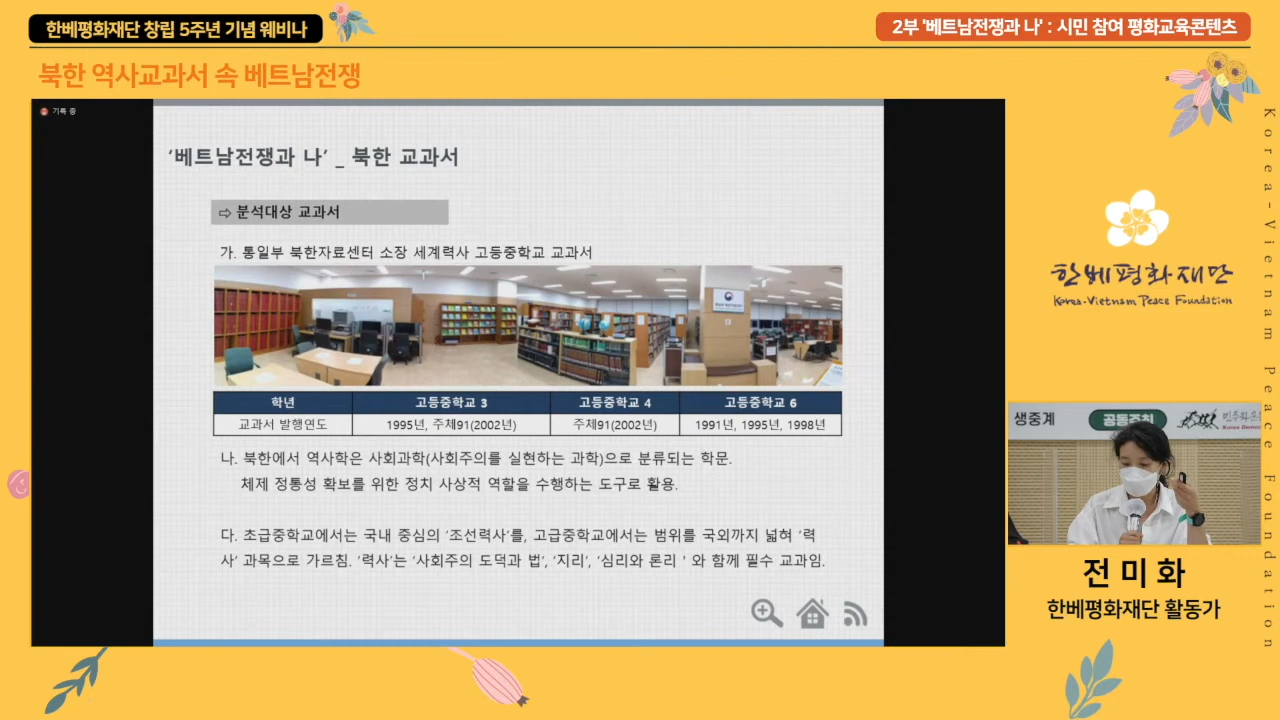 한베평화재단 창립 5주년 기념 웨비나
2부 '베트남전쟁과 나' : 시민 참여 평화교육콘텐츠
북한 역사교과서 속 베트남전쟁
기록 중
‘베트남전쟁과 나’ _ 북한 교과서
⇨ 분석대상 교과서
가. 통일부 북한자료센터 소장 세계력사 고등중학교 교과서
학년 고등중학교 3 고등중학교 4 고등중학교 6
교과서 발행연도 1995년, 주체91(2002년) 주체91(2002년) 1991년, 1995년, 1998년
나. 북한에서 역사학은 사회과학(사회주의를 실현하는 과학)으로 분류되는 학문.
체제 정통성 확보를 위한 정치 사상적 역할을 수행하는 도구로 활용.
다. 초급중학교에서는 국내 중심의 '조선력사'를, 고급중학교에서는 범위를 국외까지 넓혀 '력
사' 과목으로 가르침. '력사'는 '사회주의 도덕과 법', '지리', '심리와 론리 ' 와 함께 필수 교과임.
한베평화재단
Korea-Vietnam Peace Foundation
생중계
공동주최
전 미 화
한베평화재단 활동가
Korea-Vietnam Peace Foundation